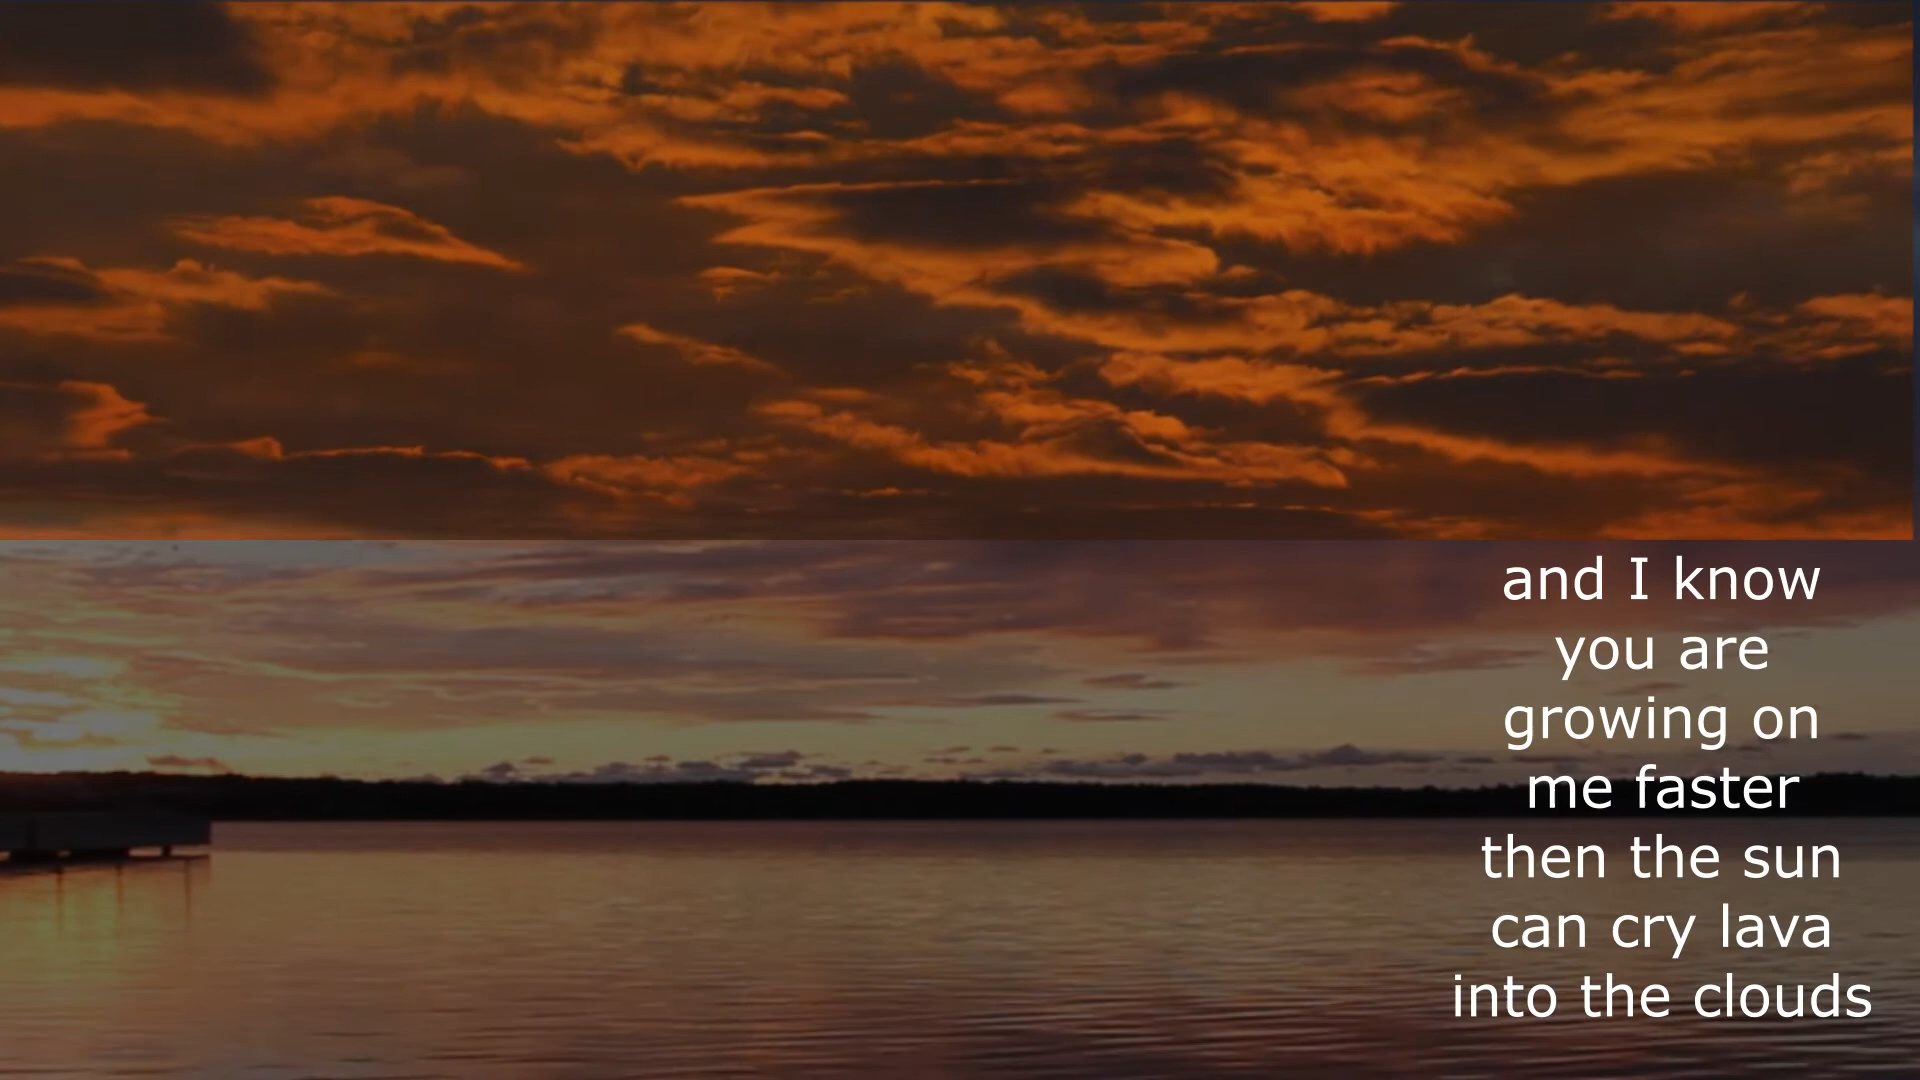 and I know
you are
growing on
me faster
then the sun
can cry lava
into the clouds